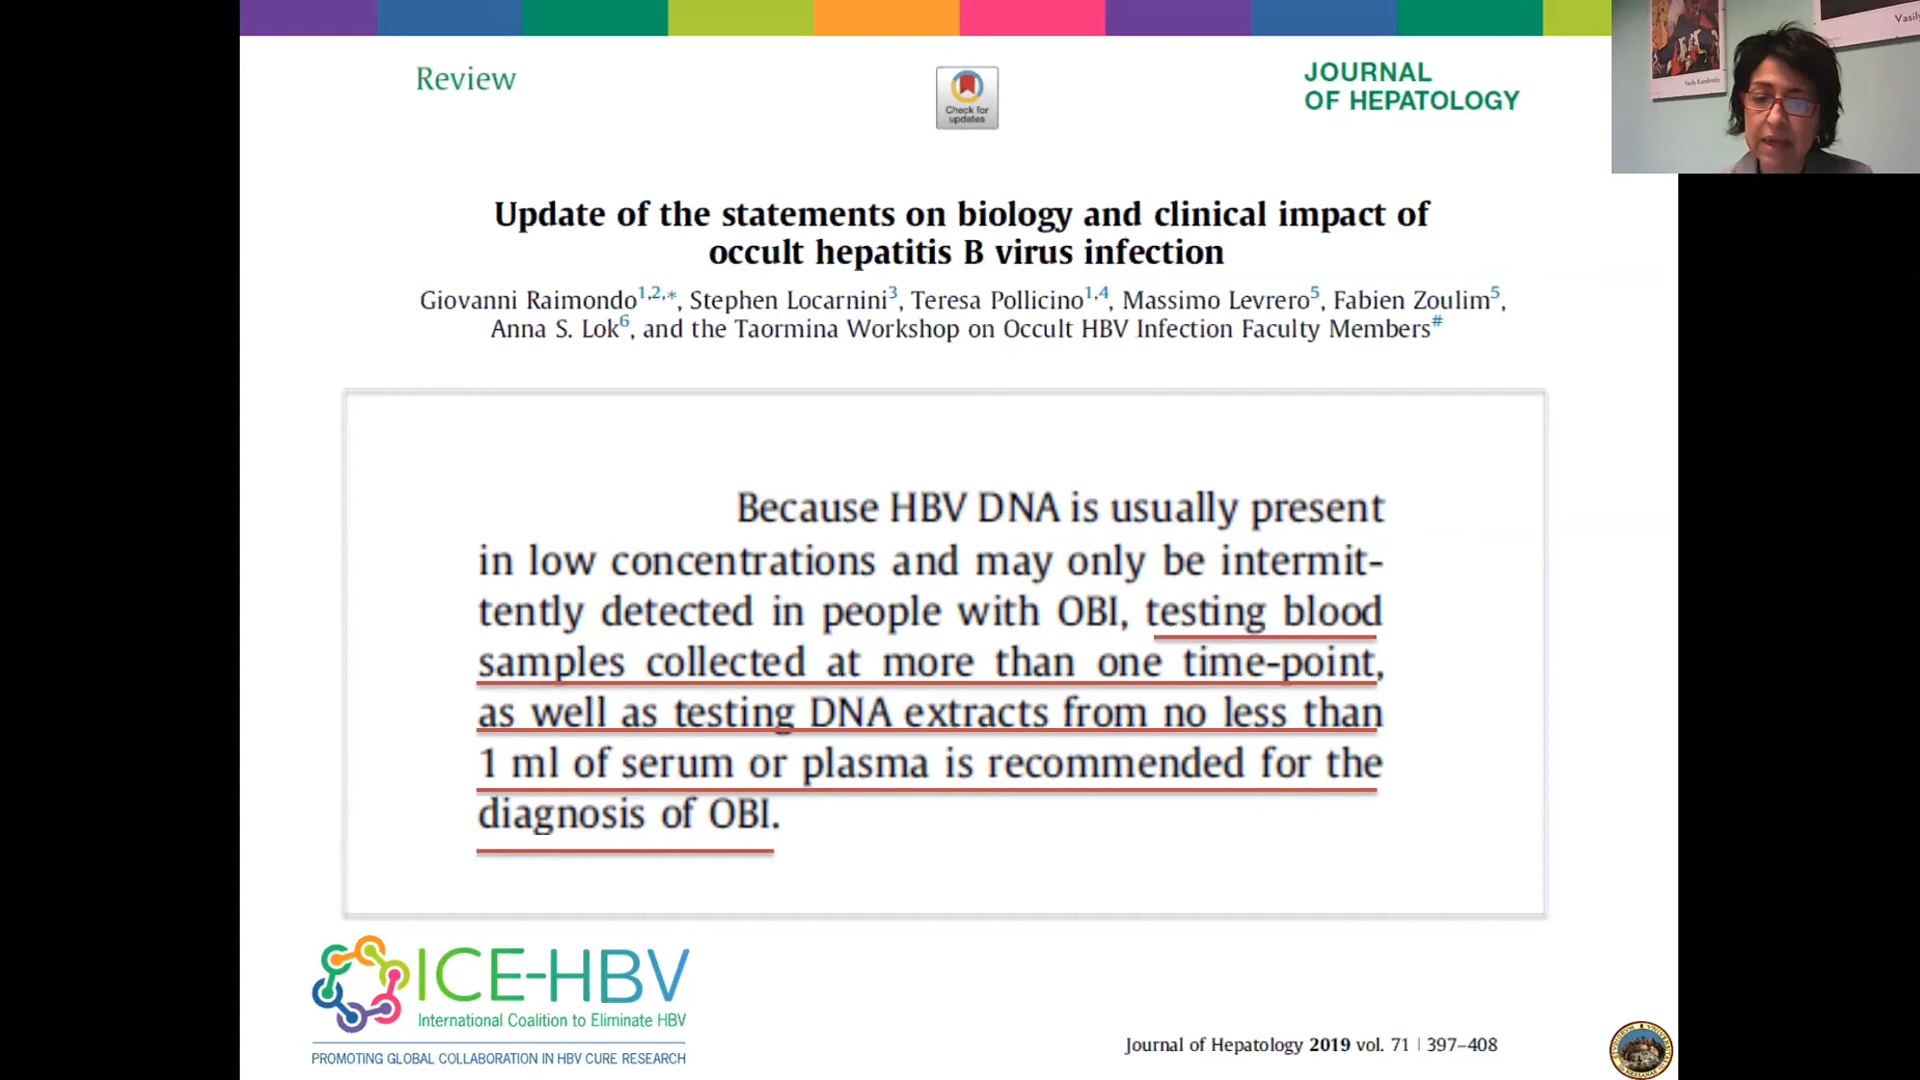 Review
Check for
updates
JOURNAL
OF HEPATOLOGY
Vasily Kandinsky
Vasily
Update of the statements on biology and clinical impact of
occult hepatitis B virus infection
Giovanni Raimondo1,2,*, Stephen Locarnini3, Teresa Pollicino1,4, Massimo Levrero5, Fabien Zoulim5,
Anna S. Lok6, and the Taormina Workshop on Occult HBV Infection Faculty Members#
Because HBV DNA is usually present
in low concentrations and may only be intermit-
tently detected in people with OBI, testing blood
samples collected at more than one time-point,
as well as testing DNA extracts from no less than
1 ml of serum or plasma is recommended for the
diagnosis of OBI.
ICE-HBV
International Coalition to Eliminate HBV
PROMOTING GLOBAL COLLABORATION IN HBV CURE RESEARCH
Journal of Hepatology 2019 vol. 71 | 397–408